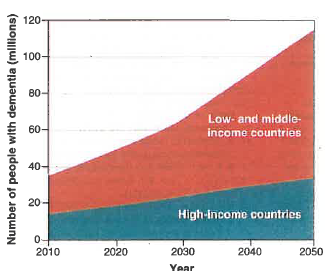 Number of people with dementia (millions)
120
100
80
60
40
20
0
Low- and middle-
income countries
High-income countries
2010 2020 2030 2040 2050
Year